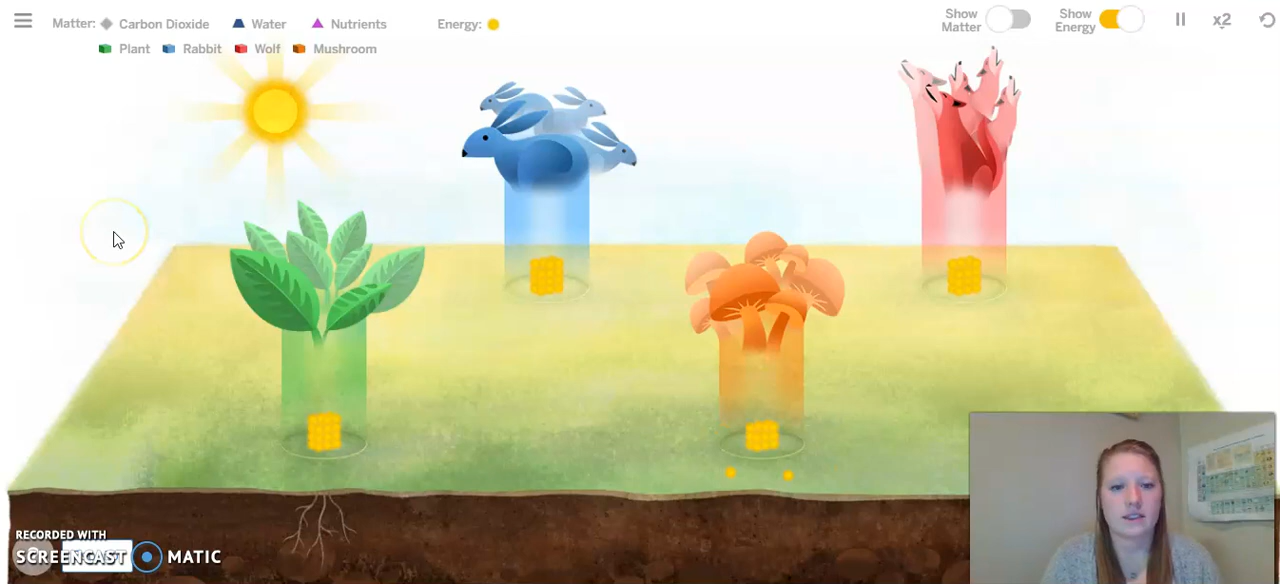 Matter: Carbon Dioxide Water Nutrients Energy:
Plant Rabbit Wolf Mushroom
Show Matter
Show Energy
x2
RECORDED WITH
SCREENCAST MATIC